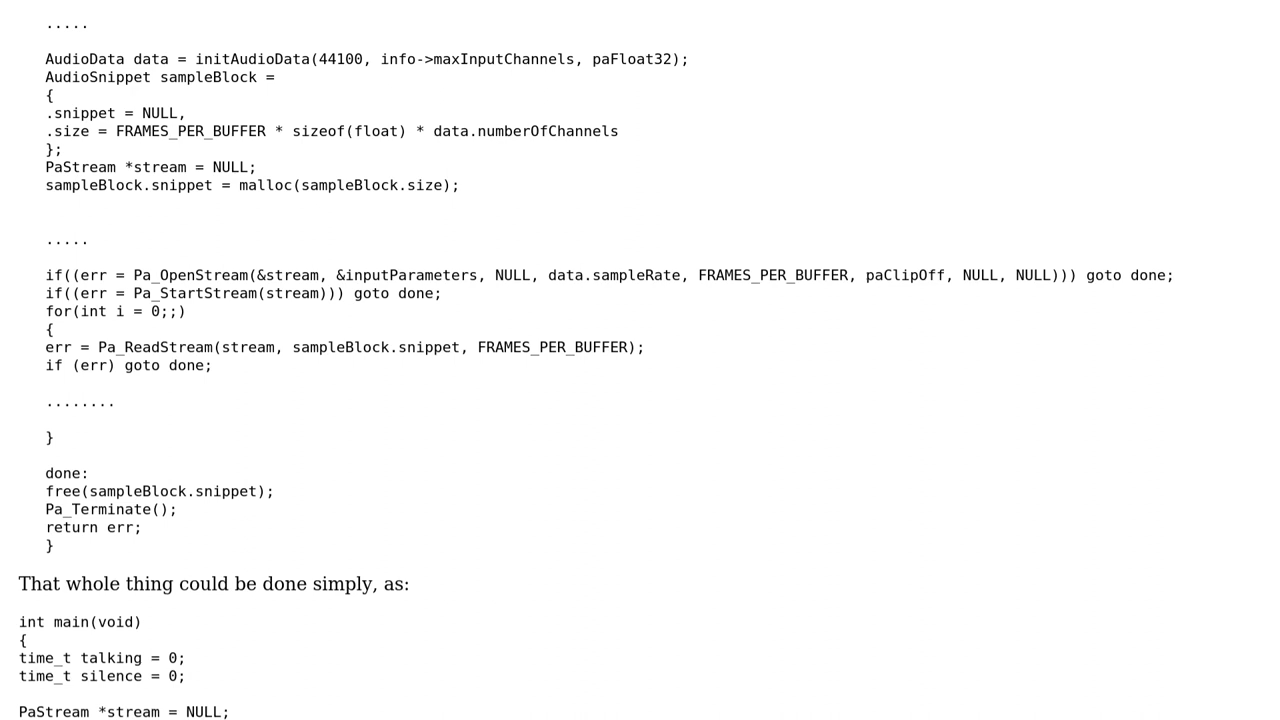 .....
AudioData data = initAudioData(44100, info->maxInputChannels, paFloat32);
AudioSnippet sampleBlock =
{
.snippet = NULL,
.size = FRAMES_PER_BUFFER * sizeof(float) * data.numberOfChannels
};
PaStream *stream = NULL;
sampleBlock.snippet = malloc(sampleBlock.size);
.....
if((err = Pa_OpenStream(&stream, &inputParameters, NULL, data.sampleRate, FRAMES_PER_BUFFER, paClipOff, NULL, NULL))) goto done;
if((err = Pa_StartStream(stream))) goto done;
for(int i = 0;;)
{
err = Pa_ReadStream(stream, sampleBlock.snippet, FRAMES_PER_BUFFER);
if (err) goto done;
........
}
done:
free(sampleBlock.snippet);
Pa_Terminate();
return err;
}
That whole thing could be done simply, as:
int main(void)
{
time_t talking = 0;
time_t silence = 0;
PaStream *stream = NULL;